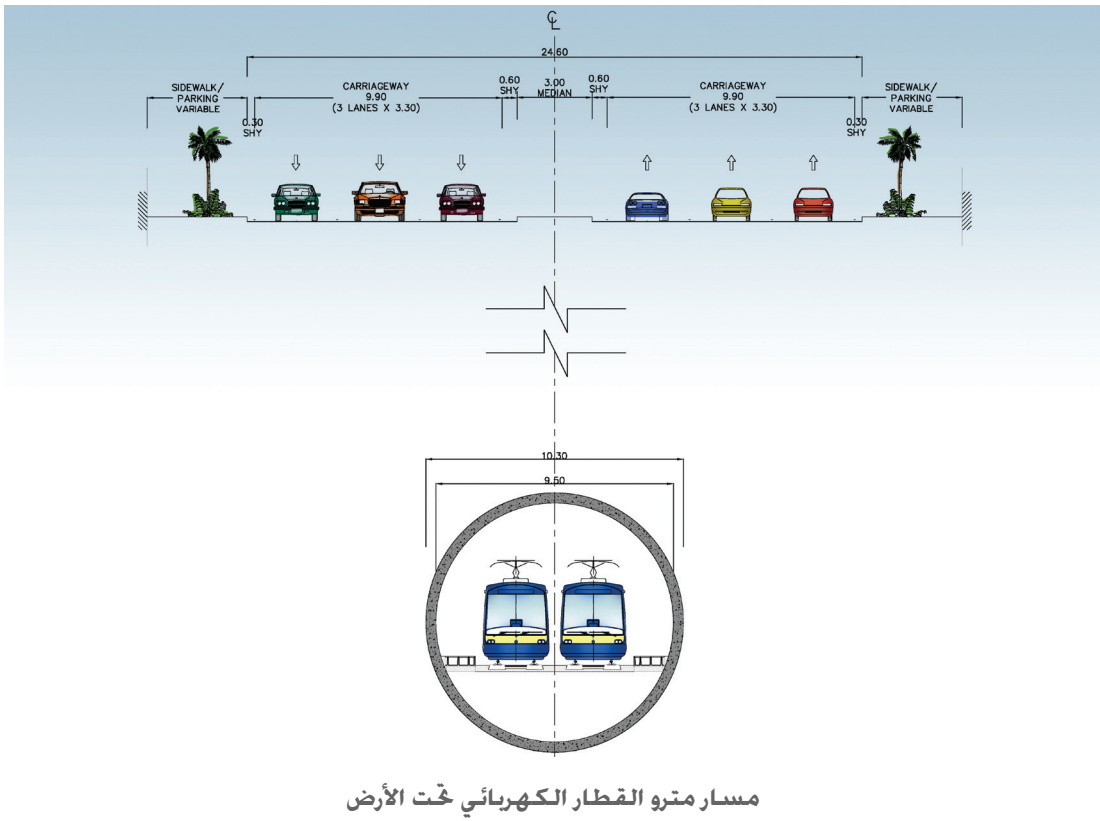 ℄
24.60
SIDEWALK/
PARKING
VARIABLE
0.30
SHY
CARRIAGEWAY
9.90
(3 LANES X 3.30)
0.60
SHY
3.00
MEDIAN
0.60
SHY
CARRIAGEWAY
9.90
(3 LANES X 3.30)
0.30
SHY
SIDEWALK/
PARKING
VARIABLE
10.30
9.50
مسار مترو القطار الكهربائي تحت الأرض